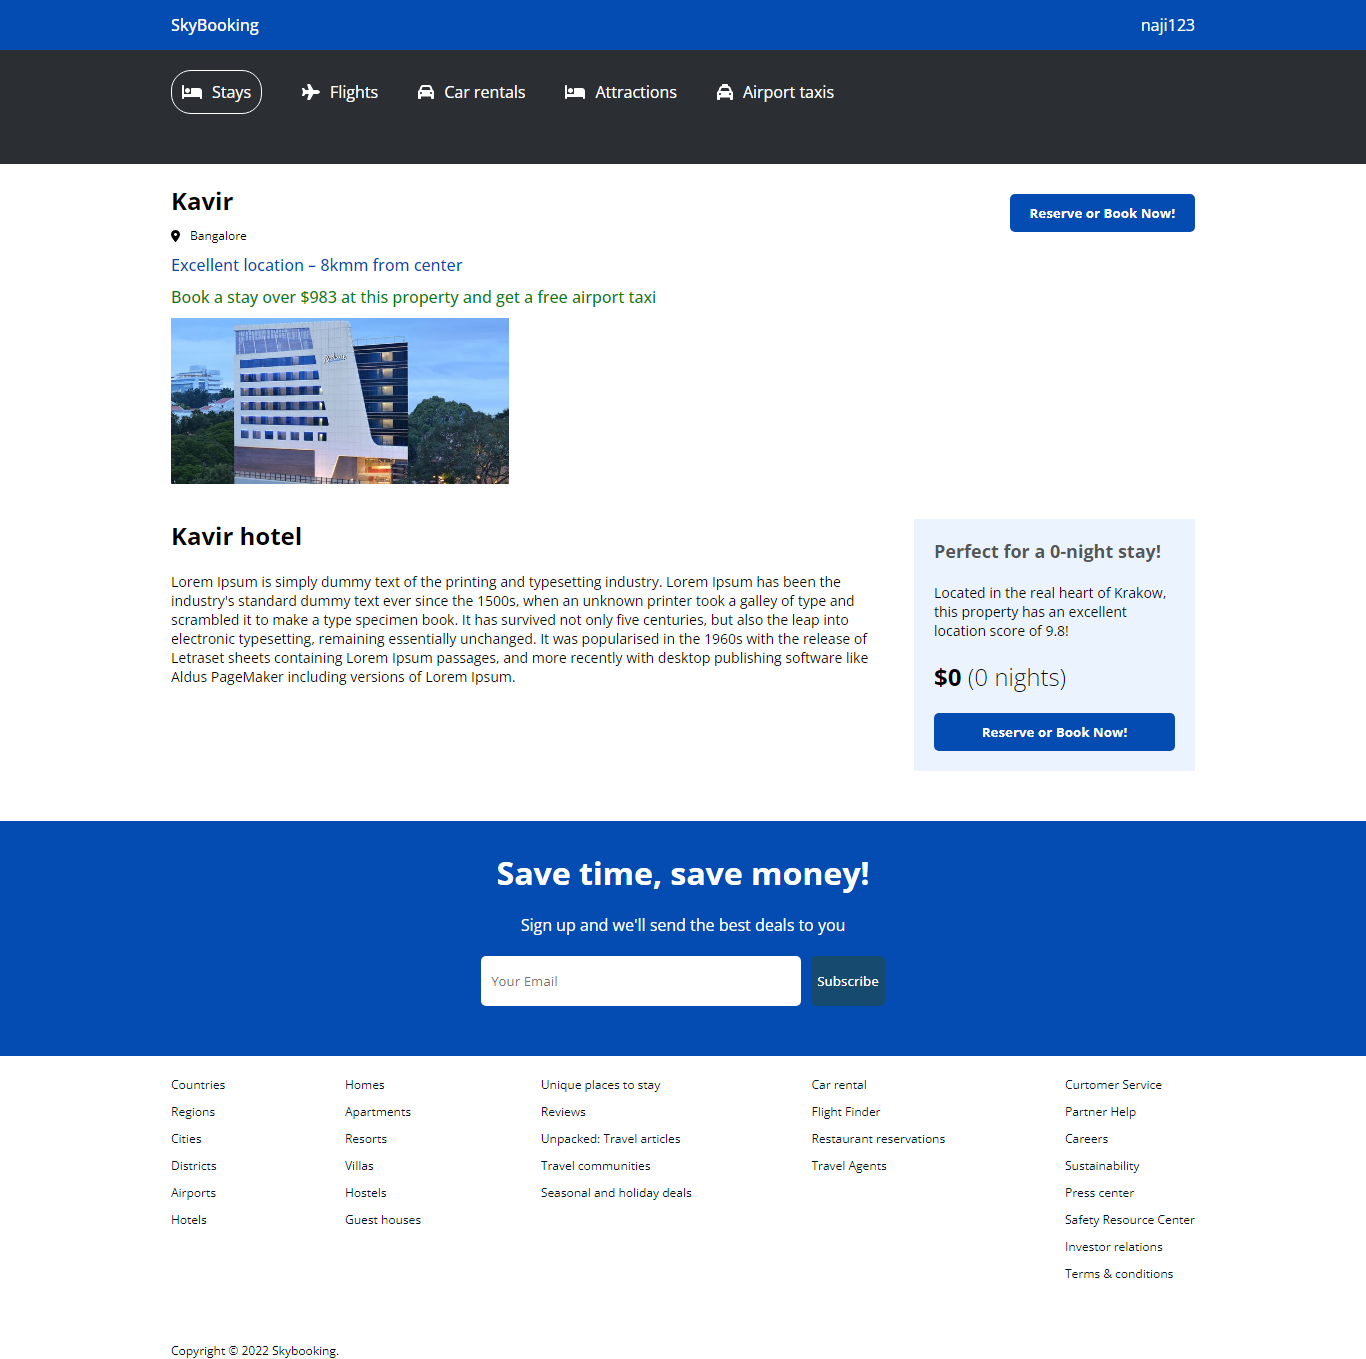 SkyBooking
naji123
Stays
Flights
Car rentals
Attractions
Airport taxis
Kavir
Reserve or Book Now!
Bangalore
Excellent location – 8kmm from center
Book a stay over $983 at this property and get a free airport taxi
Kavir hotel
Lorem Ipsum is simply dummy text of the printing and typesetting industry. Lorem Ipsum has been the
industry's standard dummy text ever since the 1500s, when an unknown printer took a galley of type and
scrambled it to make a type specimen book. It has survived not only five centuries, but also the leap into
electronic typesetting, remaining essentially unchanged. It was popularised in the 1960s with the release of
Letraset sheets containing Lorem Ipsum passages, and more recently with desktop publishing software like
Aldus PageMaker including versions of Lorem Ipsum.
Perfect for a 0-night stay!
Located in the real heart of Krakow,
this property has an excellent
location score of 9.8!
$0 (0 nights)
Reserve or Book Now!
Save time, save money!
Sign up and we'll send the best deals to you
Your Email
Subscribe
Countries
Regions
Cities
Districts
Airports
Hotels
Homes
Apartments
Resorts
Villas
Hostels
Guest houses
Unique places to stay
Reviews
Unpacked: Travel articles
Travel communities
Seasonal and holiday deals
Car rental
Flight Finder
Restaurant reservations
Travel Agents
Curtomer Service
Partner Help
Careers
Sustainability
Press center
Safety Resource Center
Investor relations
Terms & conditions
Copyright © 2022 Skybooking.